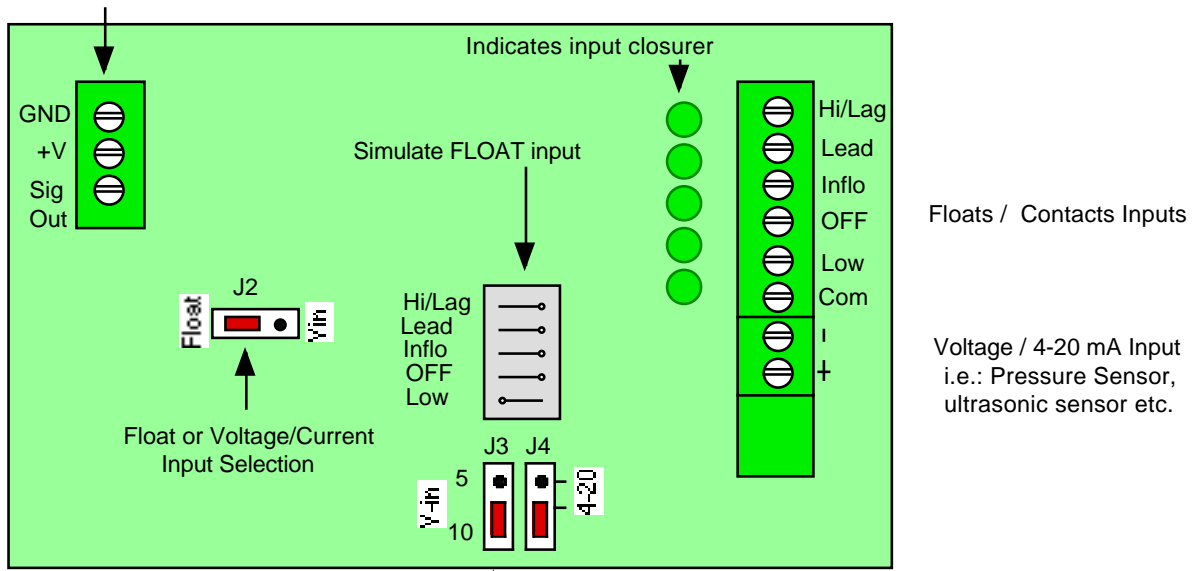 Indicates input closurer
GND
+V
Sig
Out
Simulate FLOAT input
Hi/Lag
Lead
Inflo
OFF
Low
Com
-
+
Floats / Contacts Inputs
Voltage / 4-20 mA Input
i.e.: Pressure Sensor,
ultrasonic sensor etc.
J2
Float
Vin
Float or Voltage/Current
Input Selection
Hi/Lag
Lead
Inflo
OFF
Low
J3 J4
V-in
5
10
4-20